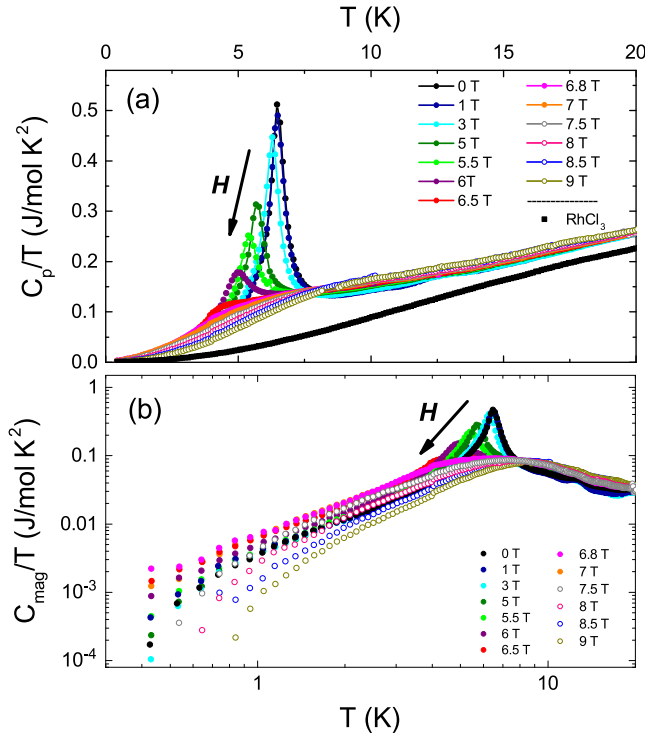 T (K)
0 5 10 15 20
(a)
H
0 T
1 T
3 T
5 T
5.5 T
6T
6.5 T
6.8 T
7 T
7.5 T
8 T
8.5 T
9 T
--------------
RhCl3
0.5
0.4
0.3
0.2
0.1
0.0
Cp/T (J/mol K2)
(b)
H
1
0.1
0.01
10-3
10-4
Cmag/T (J/mol K2)
0 T
1 T
3 T
5 T
5.5 T
6 T
6.5 T
6.8 T
7 T
7.5 T
8 T
8.5 T
9 T
1 10
T (K)